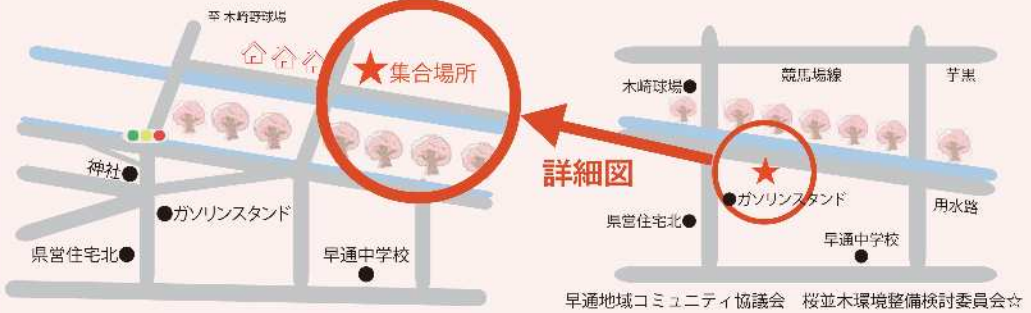 至 木崎野球場
★集合場所
神社●
●ガソリンスタンド
県営住宅北●
早通中学校
詳細図
木崎球場●
競馬場線
芋黒
●ガソリンスタンド
県営住宅北●
早通中学校
用水路
早通地域コミュニティ協議会 桜並木環境整備検討委員会☆